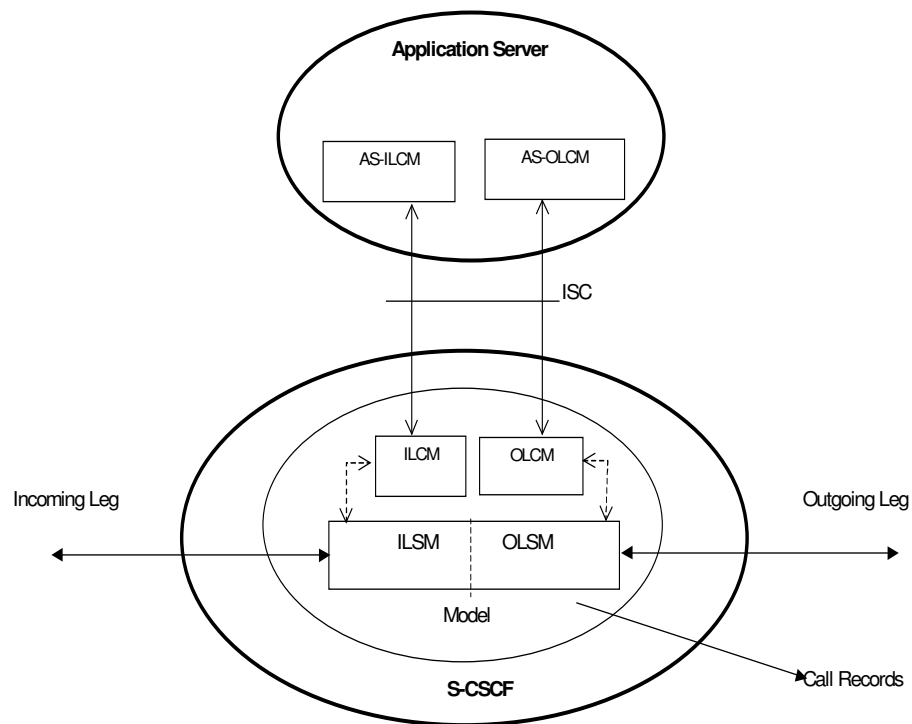 Application Server
AS-ILCM
AS-OLCM
ISC
ILCM
OLCM
Incoming Leg
Outgoing Leg
ILSM
OLSM
Model
S-CSCF
Call Records